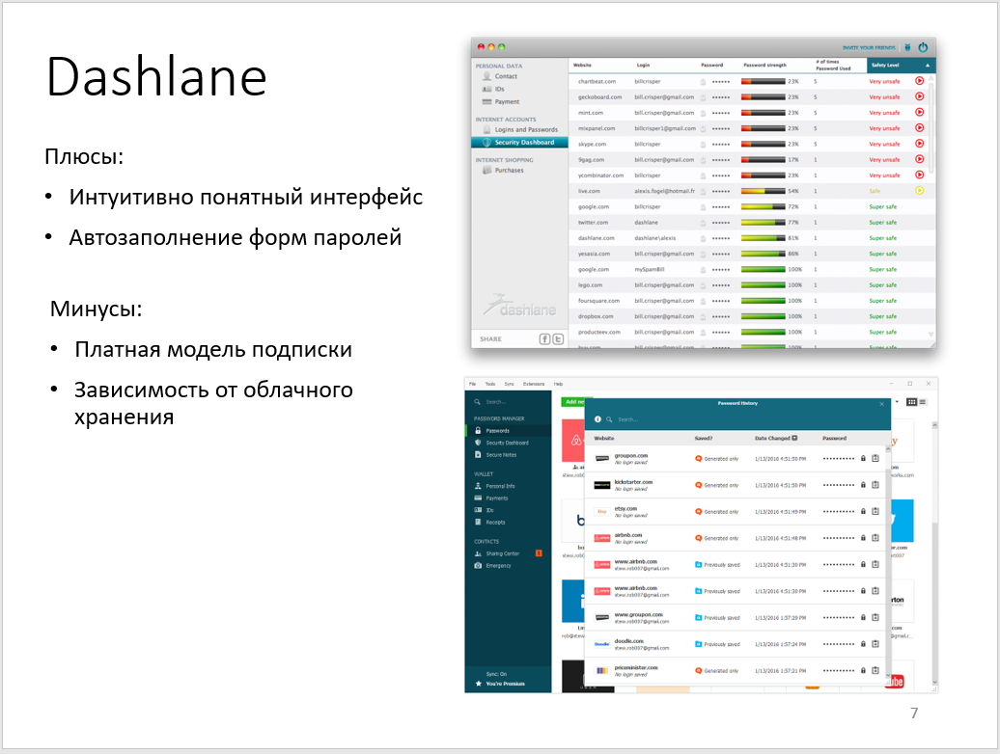 Dashlane
Плюсы:
• Интуитивно понятный интерфейс
• Автозаполнение форм паролей
Минусы:
• Платная модель подписки
• Зависимость от облачного
хранения
INVITE YOUR FRIENDS
PERSONAL DATA
Contact
IDs
Payment
INTERNET ACCOUNTS
Logins and Passwords
Security Dashboard
INTERNET SHOPPING
Purchases
dashlane
SHARE
Website Login Password Password strength # of times Password Used Safety Level
chartbeat.com billcrisper •••••• 23% 5 Very unsafe
geckoboard.com bill.crisper@gmail.com •••••• 23% 5 Very unsafe
mint.com bill.crisper@gmail.com •••••• 23% 5 Very unsafe
mixpanel.com billcrisper1@gmail.com •••••• 23% 5 Very unsafe
skype.com billcrisper •••••• 23% 5 Very unsafe
9gag.com bill.crisper@gmail.com •••••• 17% 1 Very unsafe
ycombinator.com billcrisper •••••• 23% 1 Very unsafe
live.com alexis.fogel@hotmail.fr •••••• 54% 1 Safe
google.com billcrisper •••••• 72% 1 Super safe
twitter.com dashlane •••••• 77% 1 Super safe
dashlane.com dashlane\alexis •••••• 81% 1 Super safe
yesasia.com bill.crisper@gmail.com •••••• 86% 1 Super safe
google.com mySpamBill •••••• 100% 1 Super safe
lego.com bill.crisper@gmail.com •••••• 100% 1 Super safe
foursquare.com bill.crisper@gmail.com •••••• 100% 1 Super safe
dropbox.com bill.crisper@gmail.com •••••• 100% 1 Super safe
producteev.com bill.crisper@gmail.com •••••• 100% 1 Super safe
File Tools Sync Extensions Help
Search...
PASSWORD MANAGER
Passwords
Security Dashboard
Secure Notes
WALLET
Personal Info
Payments
IDs
Receipts
CONTACTS
Sharing Center
Emergency
Sync: On
You're Premium
Add ne
Password History
Search...
Website Saved? Date Changed Password
groupon.com Generated only 1/13/2016 4:51:50 PM
No login saved
kickstarter.com Generated only 1/13/2016 4:51:50 PM
No login saved
etsy.com Generated only 1/13/2016 4:51:49 PM
No login saved
airbnb.com Generated only 1/13/2016 4:51:48 PM
No login saved
www.airbnb.com Previously saved 1/13/2016 4:51:30 PM
stew.rob007@gmail.com
www.airbnb.com Previously saved 1/13/2016 4:51:30 PM
stew.rob007@gmail.com
www.groupon.com Previously saved 1/13/2016 1:57:29 PM
stew.rob007@gmail.com
doodle.com Previously saved 1/13/2016 1:57:24 PM
stew.rob007@gmail.com
priceminister.com Generated only 1/13/2016 1:57:21 PM
No login saved
7